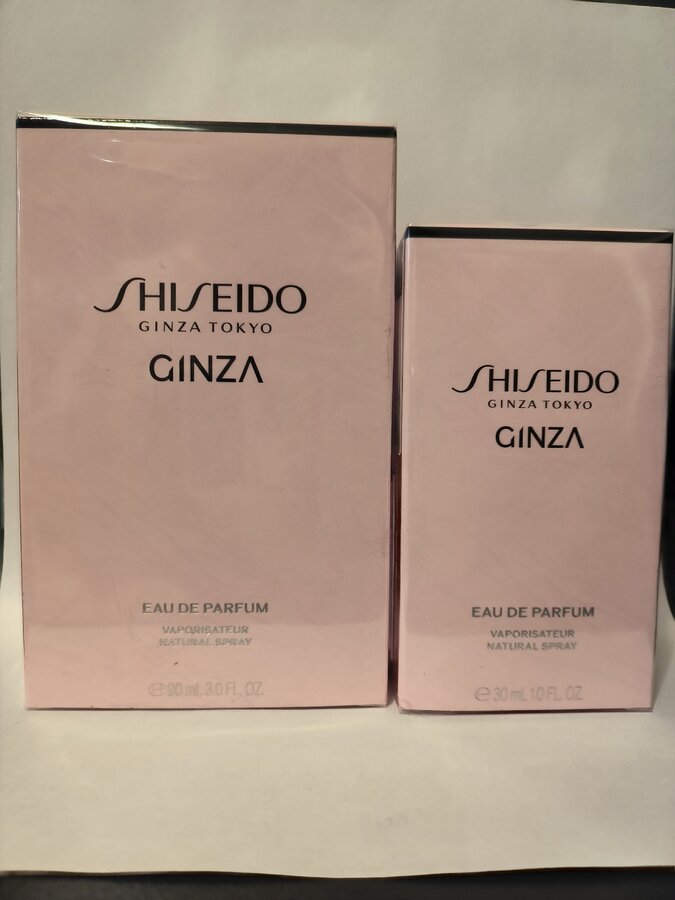 SHISEIDO
GINZA TOKYO
GINZA
EAU DE PARFUM
VAPORISATEUR
NATURAL SPRAY
℮ 90 mL 3.0 FL. OZ.
SHISEIDO
GINZA TOKYO
GINZA
EAU DE PARFUM
VAPORISATEUR
NATURAL SPRAY
℮ 30 mL 1.0 FL. OZ.